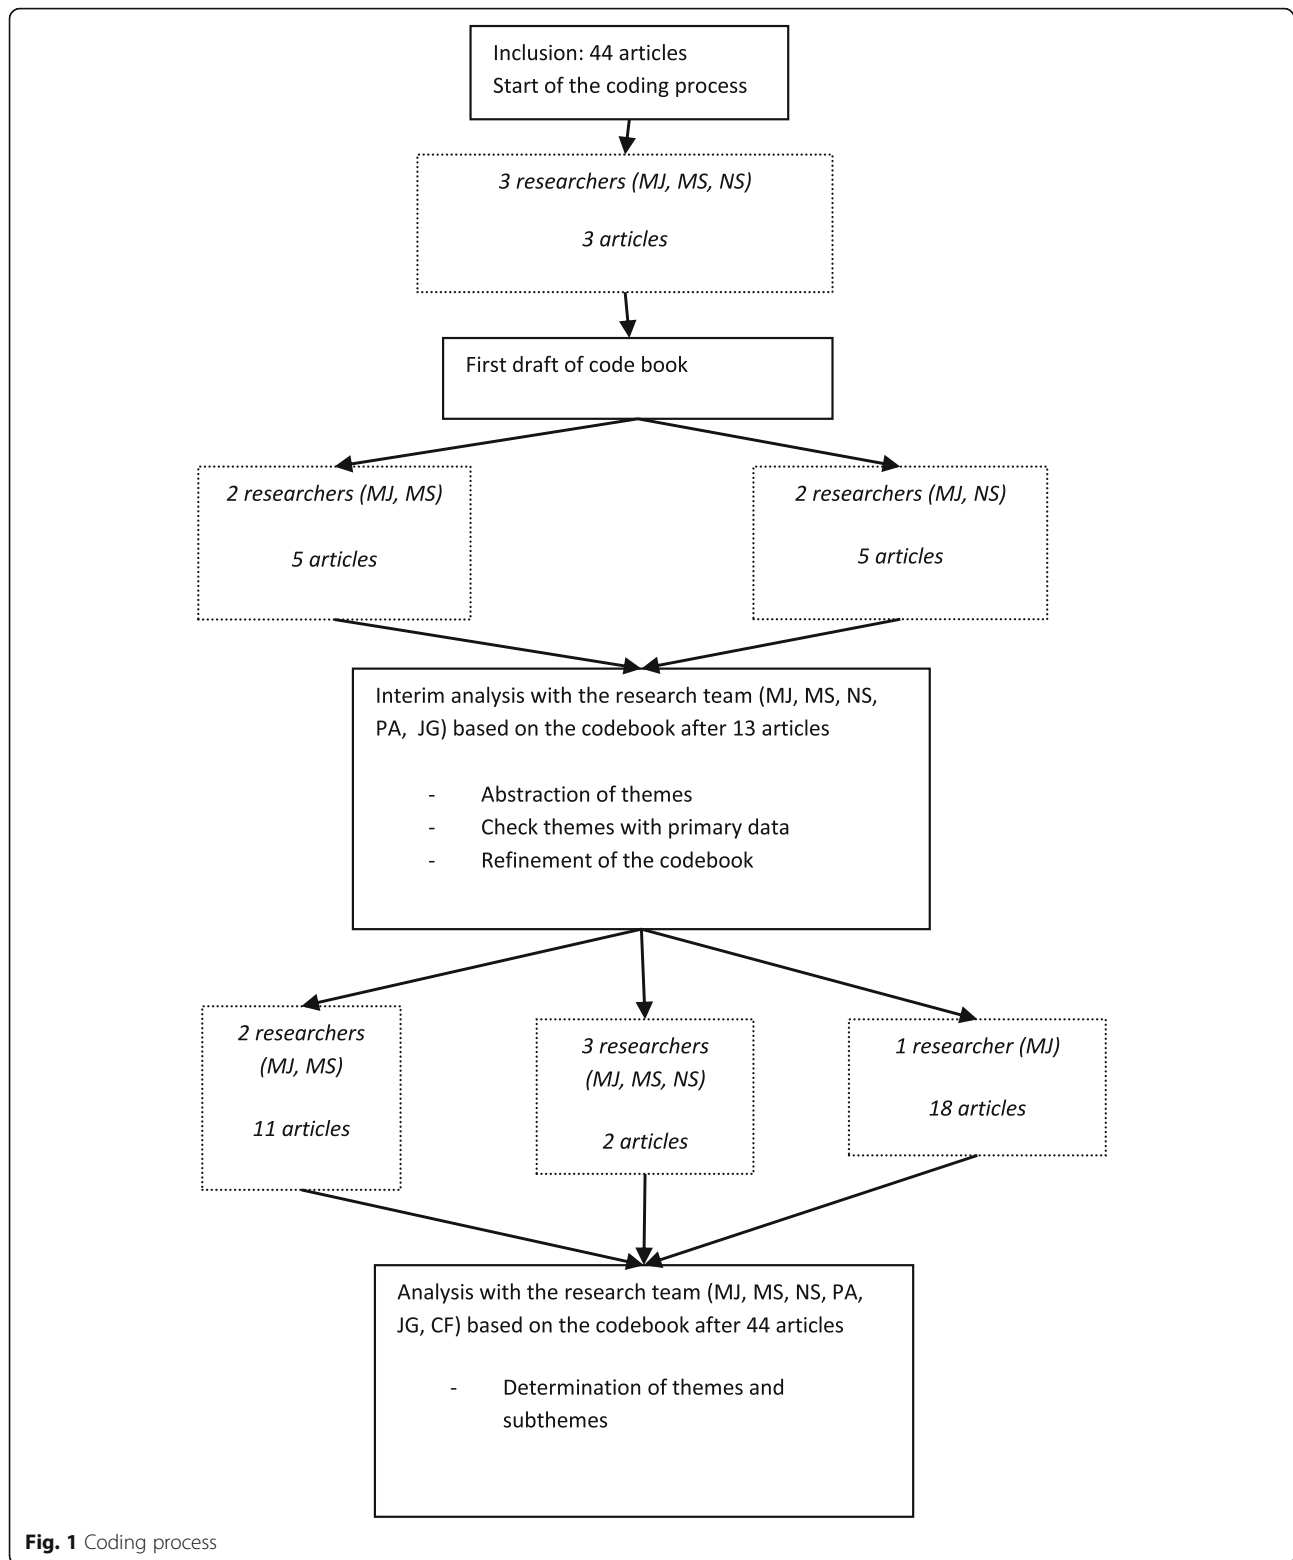 Inclusion: 44 articles
Start of the coding process
3 researchers (MJ, MS, NS)
3 articles
First draft of code book
2 researchers (MJ, MS)
5 articles
2 researchers (MJ, NS)
5 articles
Interim analysis with the research team (MJ, MS, NS,
PA, JG) based on the codebook after 13 articles
- Abstraction of themes
- Check themes with primary data
- Refinement of the codebook
2 researchers
(MJ, MS)
11 articles
3 researchers
(MJ, MS, NS)
2 articles
1 researcher (MJ)
18 articles
Analysis with the research team (MJ, MS, NS, PA,
JG, CF) based on the codebook after 44 articles
- Determination of themes and
subthemes
Fig. 1 Coding process